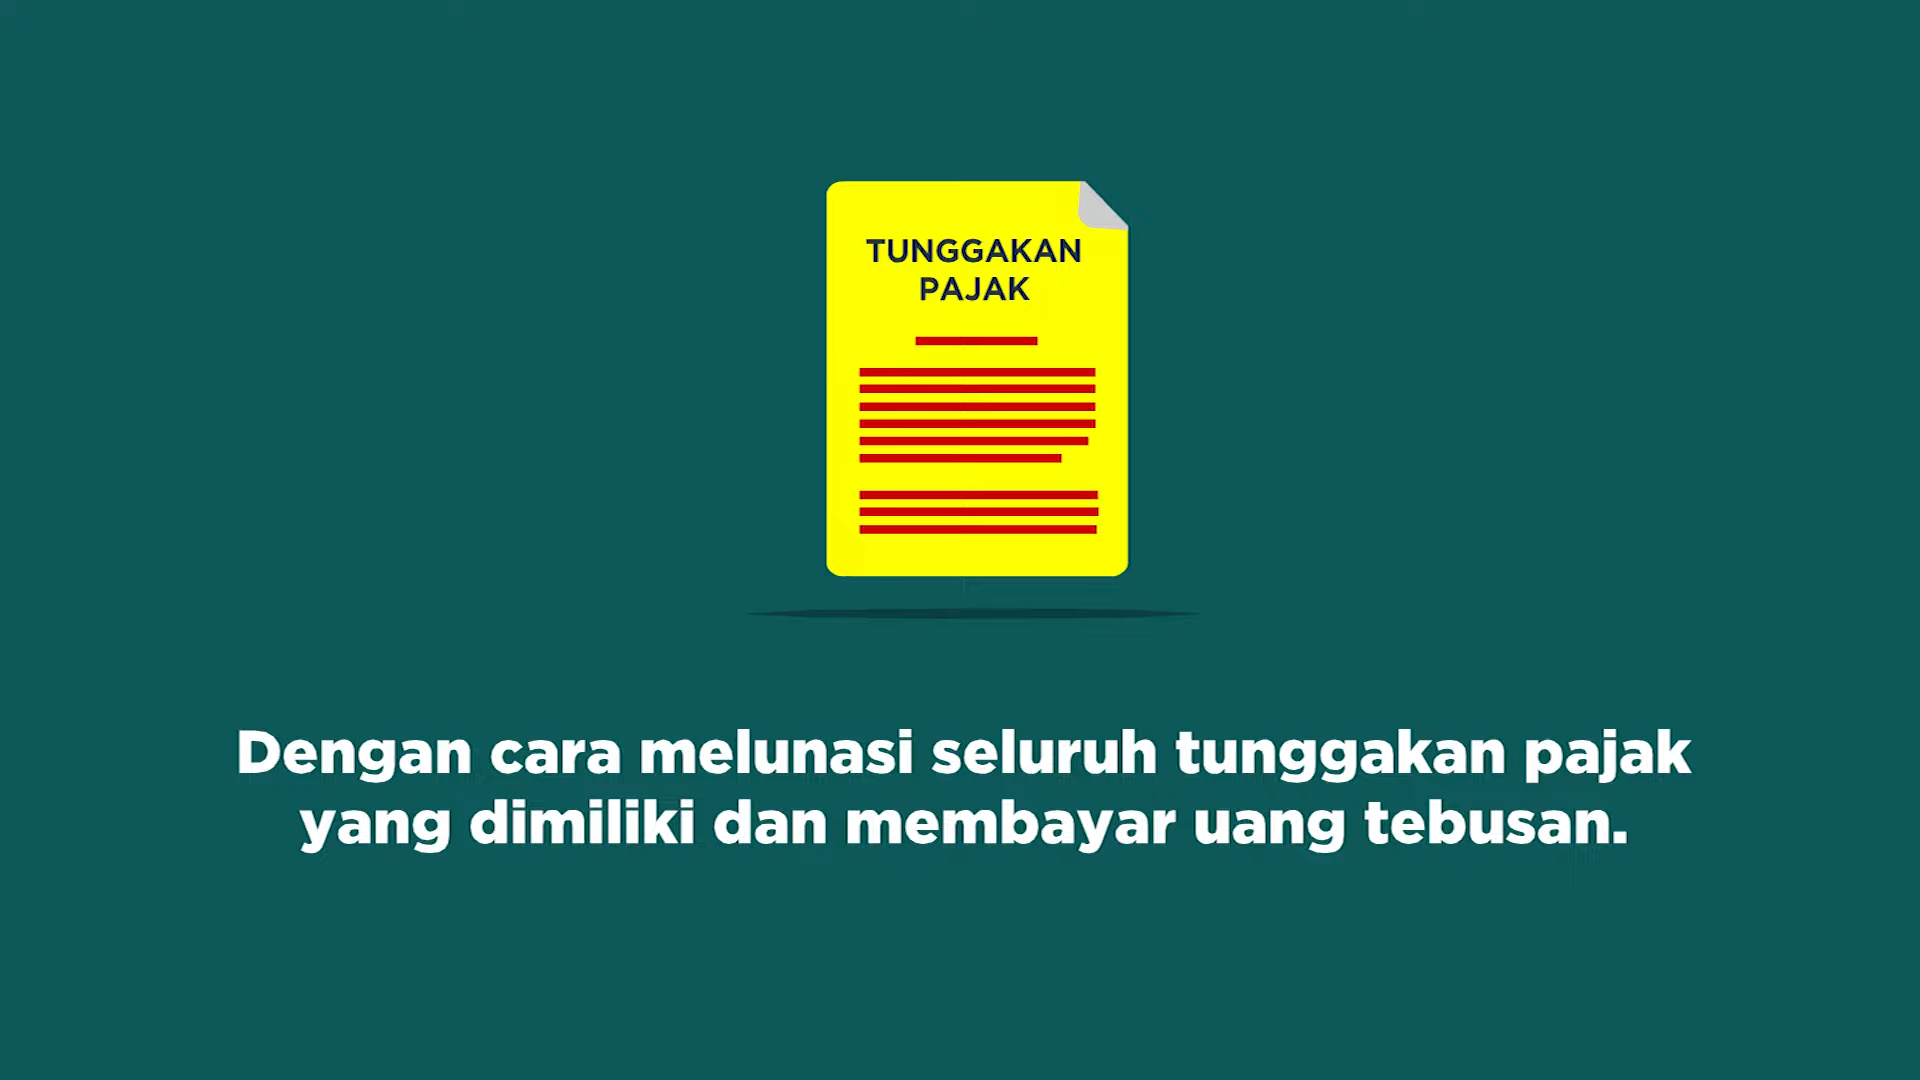 TUNGGAKAN
PAJAK
Dengan cara melunasi seluruh tunggakan pajak
yang dimiliki dan membayar uang tebusan.